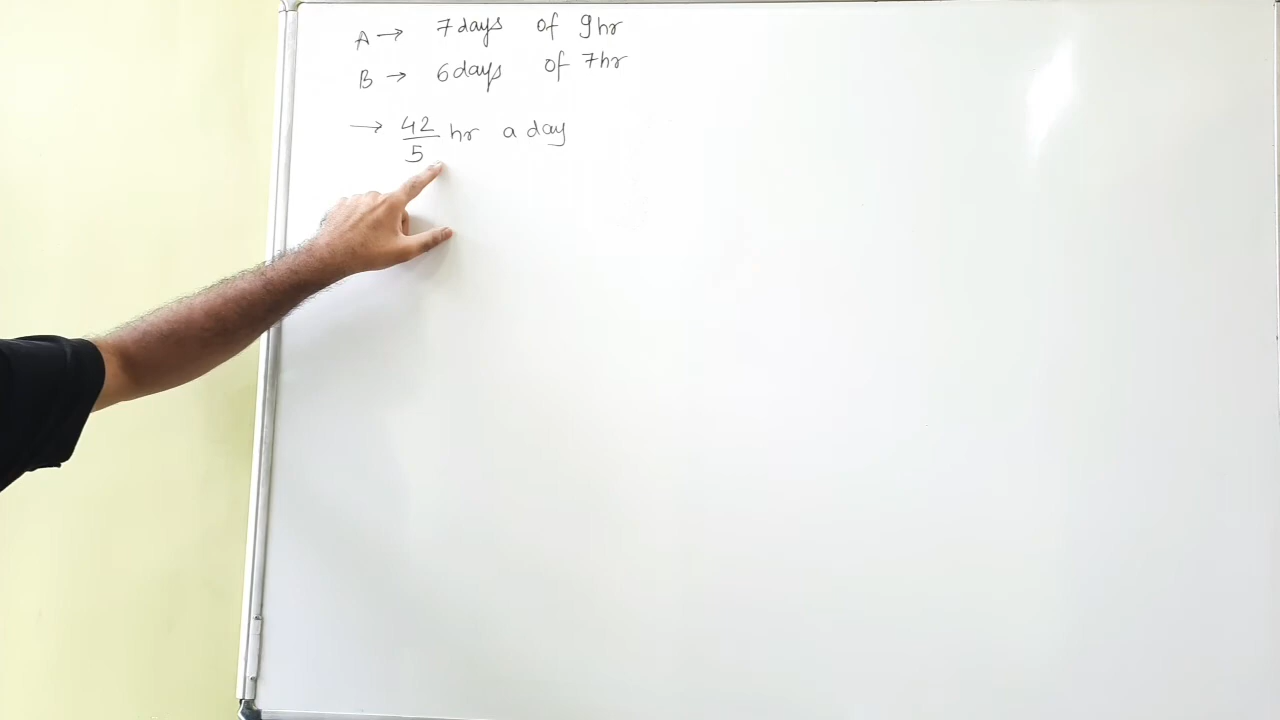 A → 7 days of 9 hr
B → 6 days of 7 hr
→ 42/5 hr a day